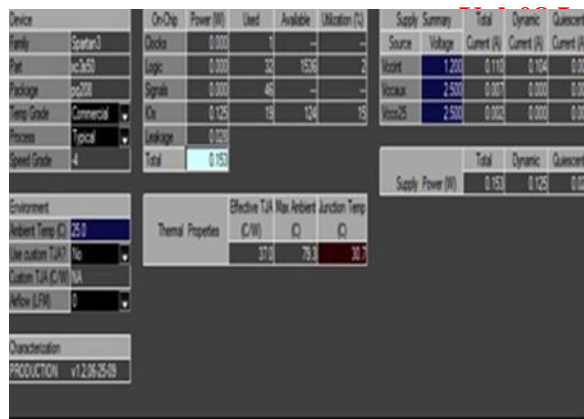 Device
Family Spartan3
Part xc3s50
Package pq208
Temp Grade Commercial
Process Typical
Speed Grade -4
Environment
Ambient Temp (C) 25.0
Use custom TJA? No
Custom TJA (C/W) NA
Airflow (LFM) 0
Characterization
PRODUCTION v1.2,06-25-09
On-Chip Power (W) Used Available Utilization (%)
Clocks 0.000 1 --
Logic 0.000 32 1536 2
Signals 0.000 46 --
IOs 0.125 19 124 15
Leakage 0.028
Total 0.153
Effective TJA Max Ambient Junction Temp
Thermal Properties (C/W) (C) (C)
37.0 79.3 30.7
Supply Summary Total Dynamic Quiescent
Source Voltage Current (A) Current (A)
Vccint 1.200 0.110 0.104
Vccaux 2.500 0.007 0.000
Vcco25 2.500 0.002 0.000
Total Dynamic Quiescent
Supply Power (W) 0.153 0.125